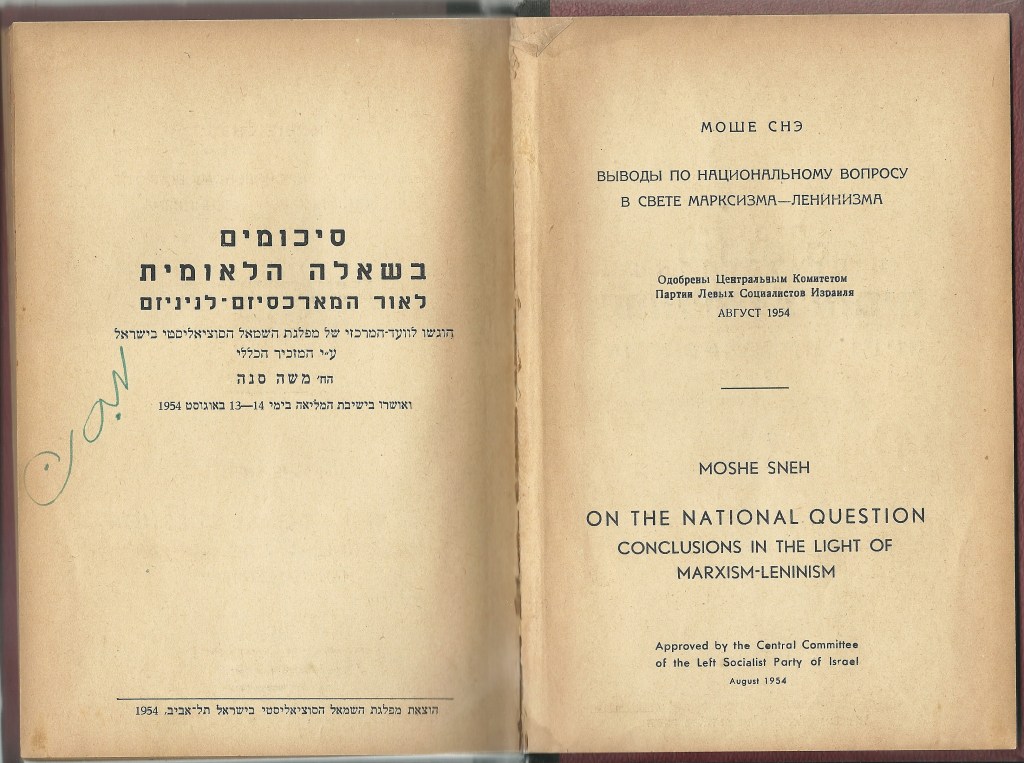 סיכומים
בשאלה הלאומית
לאור המארכסיזם־לניניזם
הוגשו לוועד־המרכזי של מפלגת השמאל הסוציאליסטי בישראל
ע״י המזכיר הכללי
הח׳ משה סנה
ואושרו בישיבת המליאה בימי 14—13 באוגוסט 1954
הוצאת מפלגת השמאל הסוציאליסטי בישראל תל־אביב, 1954
МОШЕ СНЭ
ВЫВОДЫ ПО НАЦИОНАЛЬНОМУ ВОПРОСУ
В СВЕТЕ МАРКСИЗМА—ЛЕНИНИЗМА
Одобрены Центральным Комитетом
Партии Левых Социалистов Израиля
АВГУСТ 1954
MOSHE SNEH
ON THE NATIONAL QUESTION
CONCLUSIONS IN THE LIGHT OF
MARXISM-LENINISM
Approved by the Central Committee
of the Left Socialist Party of Israel
August 1954